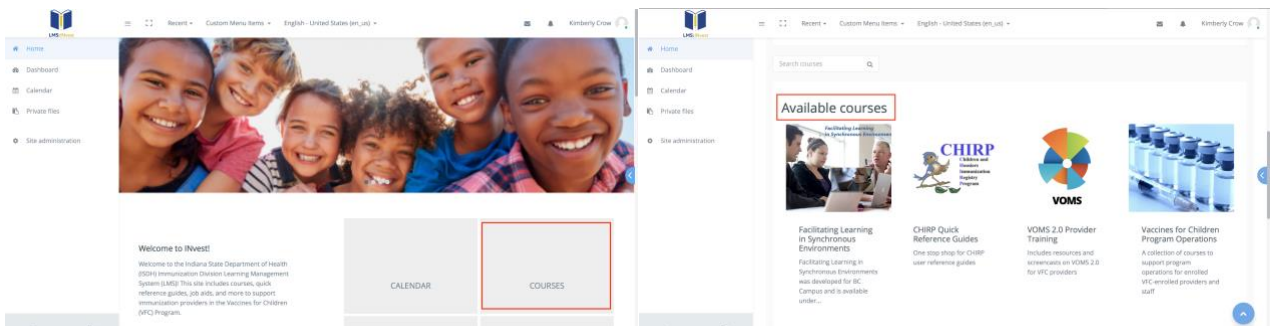 LMS INvest
Recent
Custom Menu Items
English - United States (en_us)
Kimberly Crow
Home
Dashboard
Calendar
Private files
Site administration
Welcome to INvest!
Welcome to the Indiana State Department of Health
(ISDH) Immunization Division Learning Management
System (LMS)! This site includes courses, quick
reference guides, job aids, and more to support
immunization providers in the Vaccines for Children
(VFC) Program.
CALENDAR
COURSES
LMS INvest
Recent
Custom Menu Items
English - United States (en_us)
Kimberly Crow
Home
Dashboard
Calendar
Private files
Site administration
Search courses
Available courses
Facilitating Learning
in Synchronous Environments
CHIRP
Children and
Hoosiers
Immunization
Registry
Program
VOMS
Facilitating Learning
in Synchronous
Environments
Facilitating Learning in
Synchronous Environments
was developed for BC
Campus and is available
under...
CHIRP Quick
Reference Guides
One stop shop for CHIRP
user reference guides
VOMS 2.0 Provider
Training
Includes resources and
screencasts on VOMS 2.0
for VFC providers
Vaccines for Children
Program Operations
A collection of courses to
support program
operations for enrolled
VFC-enrolled providers and
staff